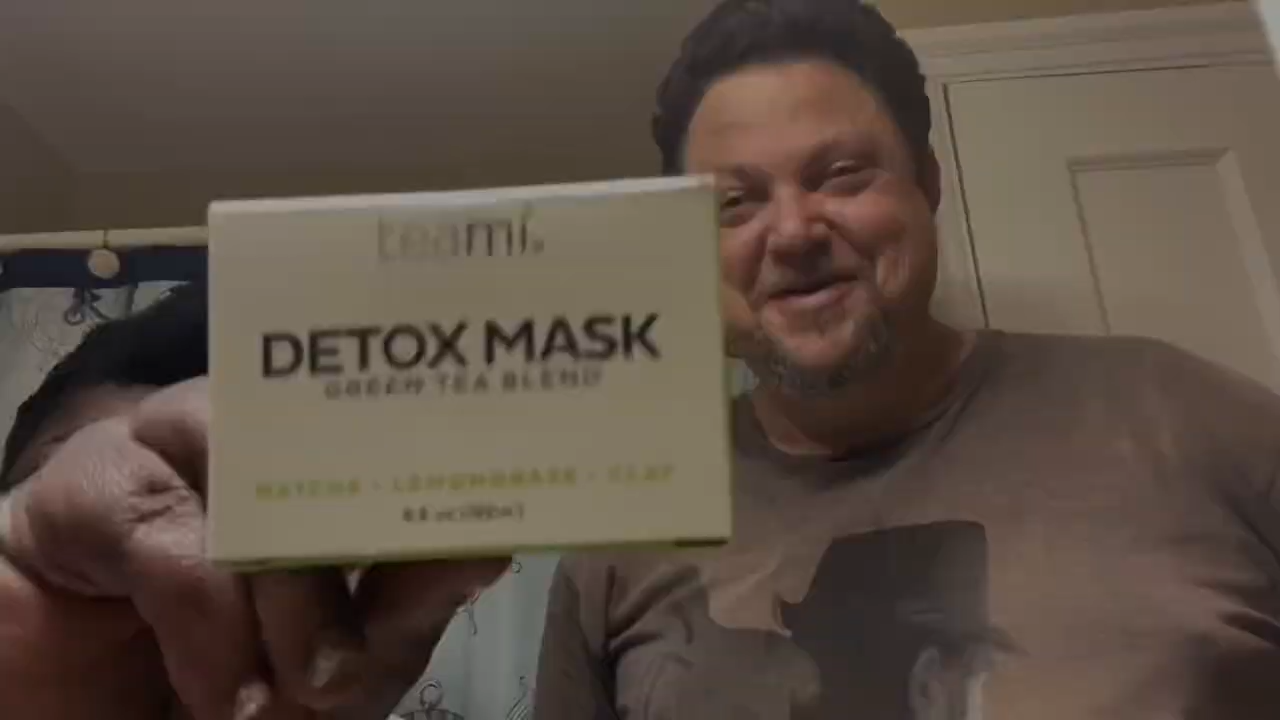 teami
DETOX MASK
GREEN TEA BLEND
MATCHA • LEMONGRASS • CLAY